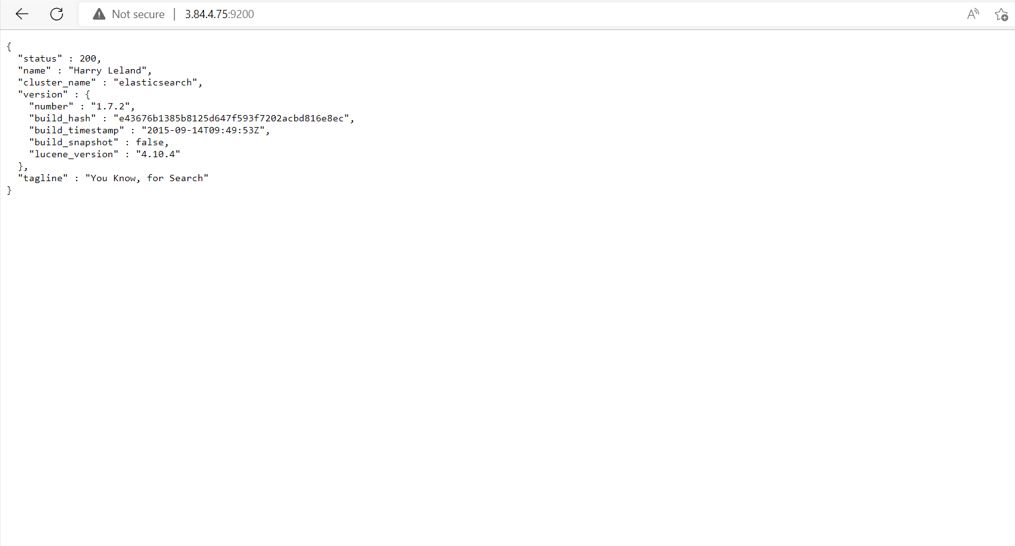 Not secure | 3.84.4.75:9200
{
"status" : 200,
"name" : "Harry Leland",
"cluster_name" : "elasticsearch",
"version" : {
"number" : "1.7.2",
"build_hash" : "e43676b1385b8125d647f593f7202acbd816e8ec",
"build_timestamp" : "2015-09-14T09:49:53Z",
"build_snapshot" : false,
"lucene_version" : "4.10.4"
},
"tagline" : "You Know, for Search"
}